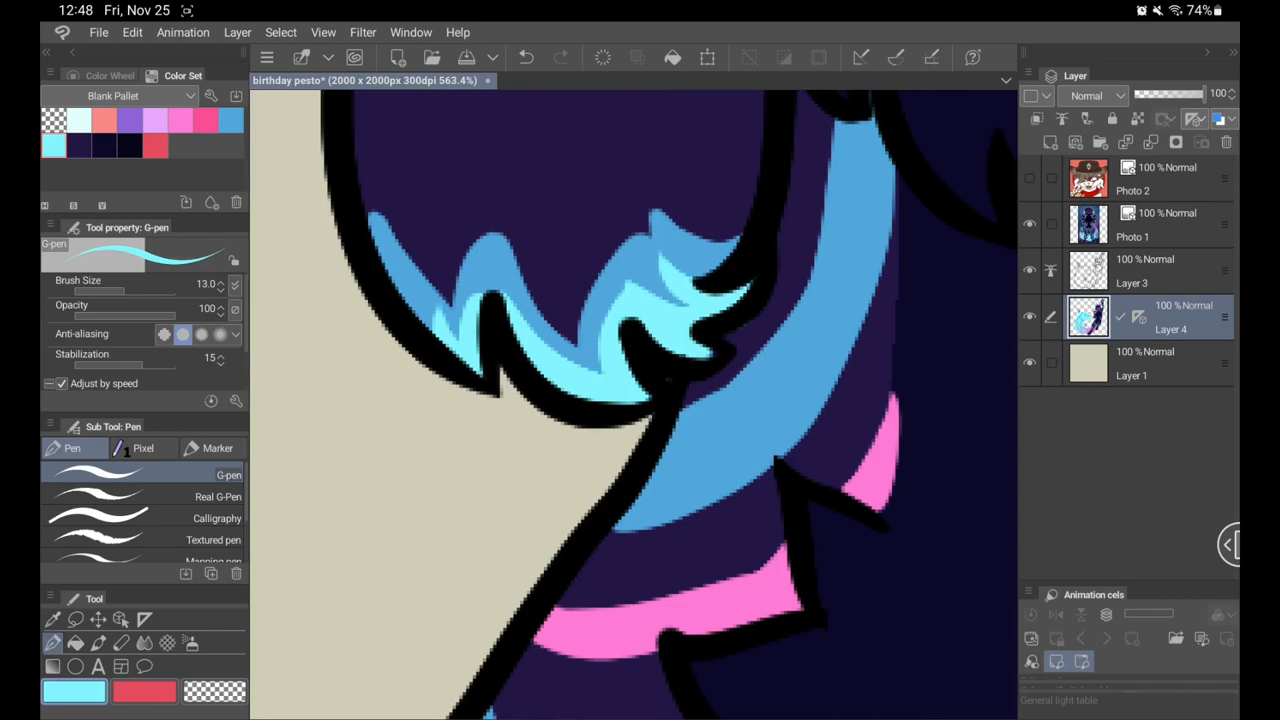 12:48 Fri, Nov 25
74%
File Edit Animation Layer Select View Filter Window Help
birthday pesto* (2000 x 2000px 300dpi 563.4%)
Color Wheel Color Set
Blank Pallet
H S V
Tool property: G-pen
G-pen
Brush Size 13.0
Opacity 100
Anti-aliasing
Stabilization 15
Adjust by speed
Sub Tool: Pen
Pen 1 Pixel Marker
G-pen
Real G-Pen
Calligraphy
Textured pen
Mapping pen
Tool
A
Layer
Normal 100
100 %Normal
Photo 2
100 %Normal
Photo 1
100 %Normal
Layer 3
100 %Normal
Layer 4
100 %Normal
Layer 1
Animation cels
General light table